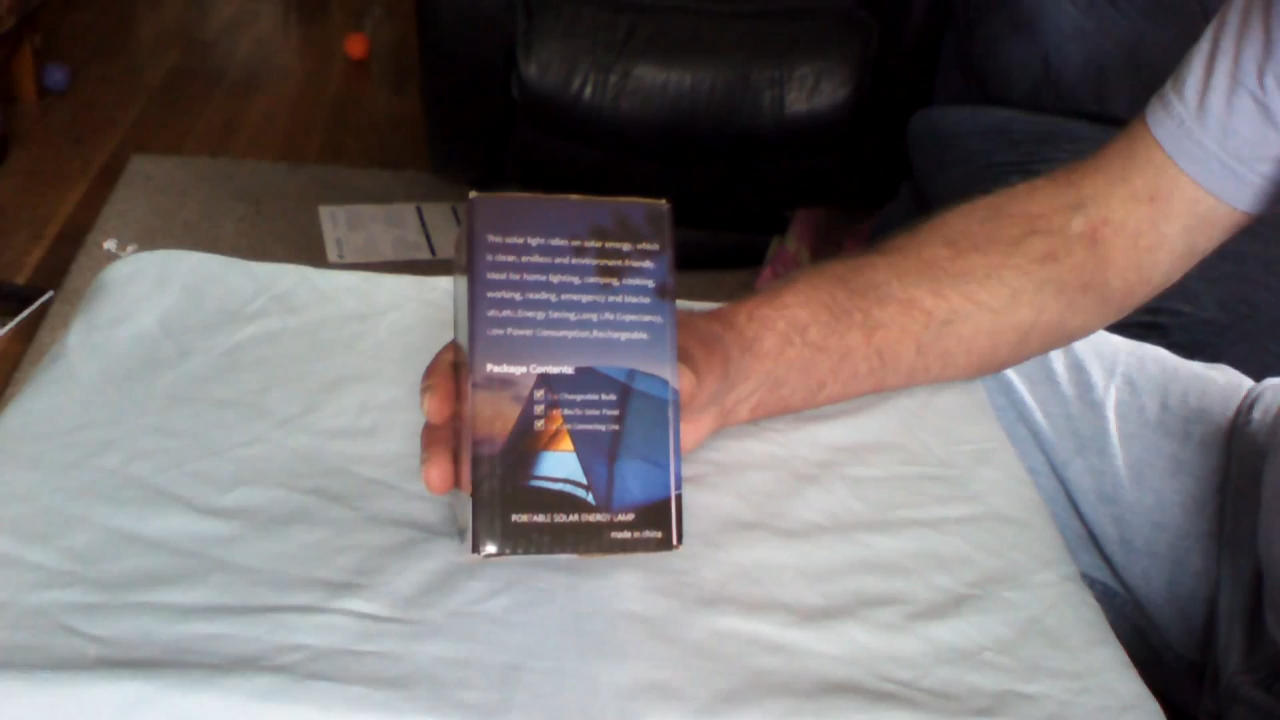 This solar light relies on solar energy, which
is clean, endless and environment-friendly.
Ideal for home lighting, camping, cooking,
working, reading, emergency and blacko
uts,etc.Energy Saving,Long Life Expectancy,
Low Power Consumption,Rechargeable.
Package Contents:
Chargeable Bulb
Solar Panel
Connecting Line
PORTABLE SOLAR ENERGY LAMP
made in china